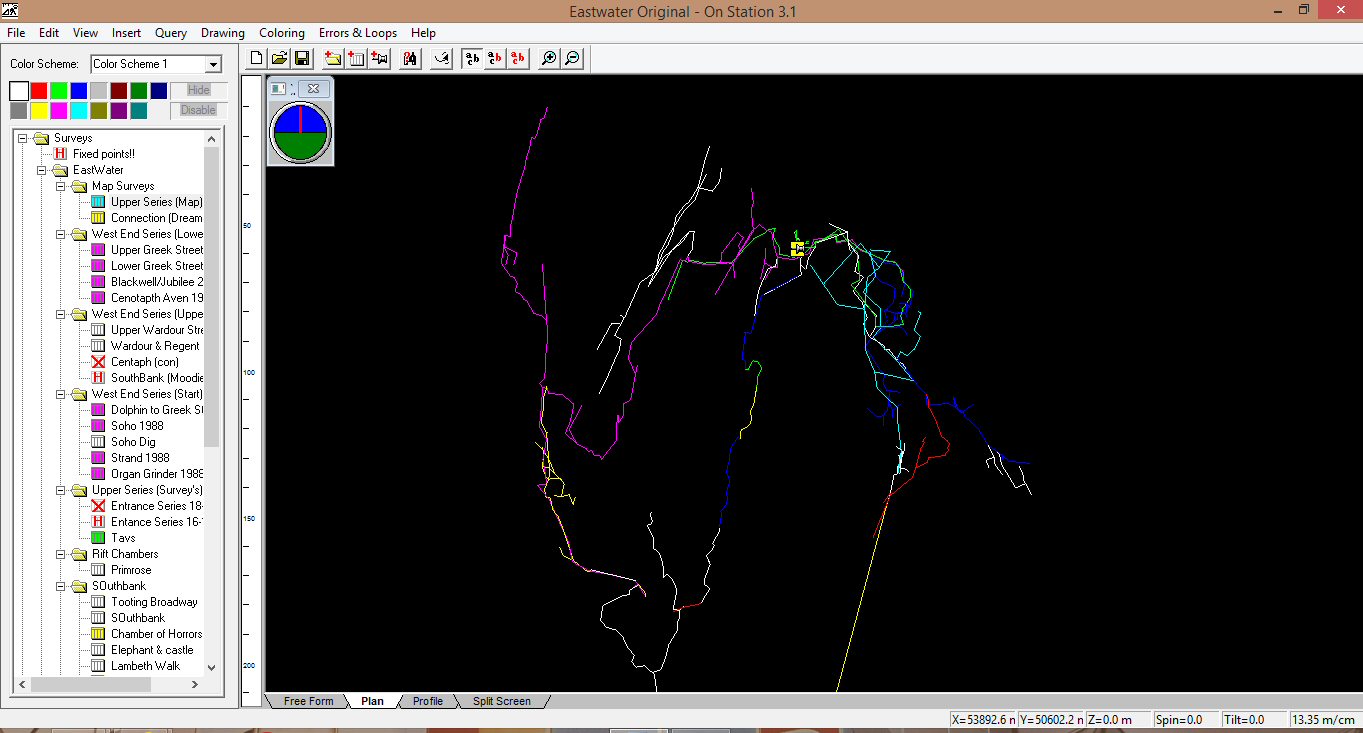 Eastwater Original - On Station 3.1
File Edit View Insert Query Drawing Coloring Errors & Loops Help
Color Scheme: Color Scheme 1
Hide
Disable
Surveys
Fixed points!!
EastWater
Map Surveys
Upper Series (Map)
Connection (Dream
West End Series (Lowe
Upper Greek Street
Lower Greek Street
Blackwell/Jubilee 2
Cenotapth Aven 19
West End Series (Uppe
Upper Wardour Stre
Wardour & Regent
Centaph (con)
SouthBank (Moodie
West End Series (Start)
Dolphin to Greek St
Soho 1988
Soho Dig
Strand 1988
Organ Grinder 1988
Upper Series (Survey's)
Entrance Series 18-
Entance Series 16-
Tavs
Rift Chambers
Primrose
SOuthbank
Tooting Broadway
SOuthbank
Chamber of Horrors
Elephant & castle
Lambeth Walk
50
100
150
200
Free Form Plan Profile Split Screen
X=53892.6 n Y=50602.2 n Z=0.0 m Spin=0.0 Tilt=0.0 13.35 m/cm